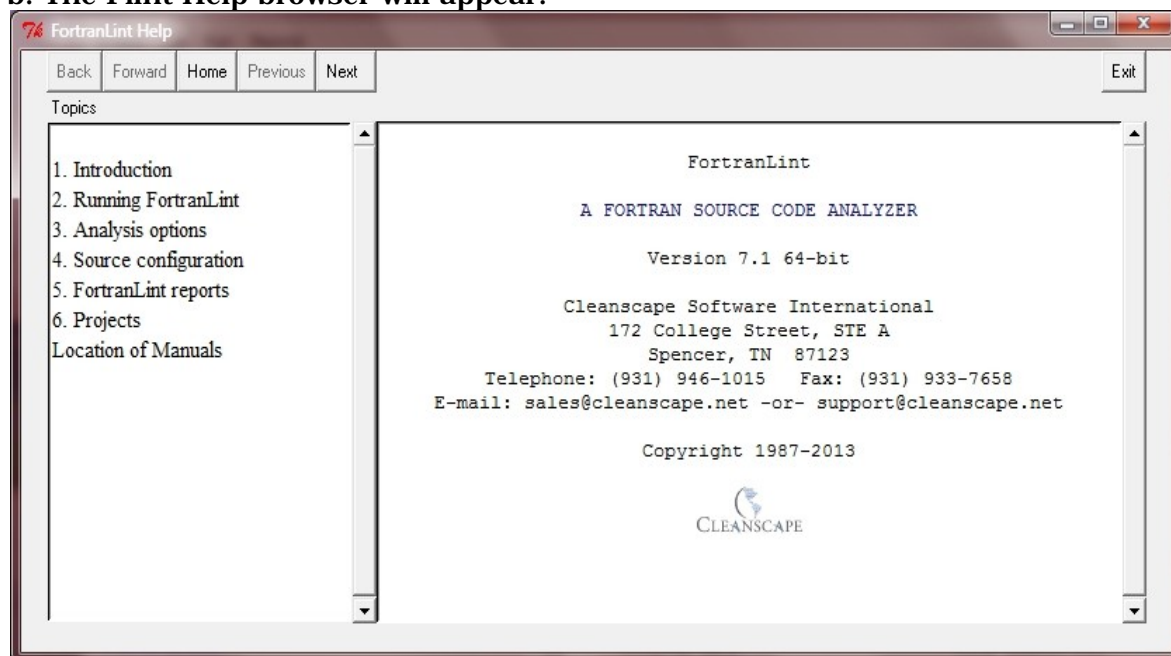 b. The Flint Help browser will appear.
FortranLint Help
Back Forward Home Previous Next Exit
Topics
1. Introduction
2. Running FortranLint
3. Analysis options
4. Source configuration
5. FortranLint reports
6. Projects
Location of Manuals
FortranLint
A FORTRAN SOURCE CODE ANALYZER
Version 7.1 64-bit
Cleanscape Software International
172 College Street, STE A
Spencer, TN 87123
Telephone: (931) 946-1015 Fax: (931) 933-7658
E-mail: sales@cleanscape.net -or- support@cleanscape.net
Copyright 1987-2013
CLEANSCAPE